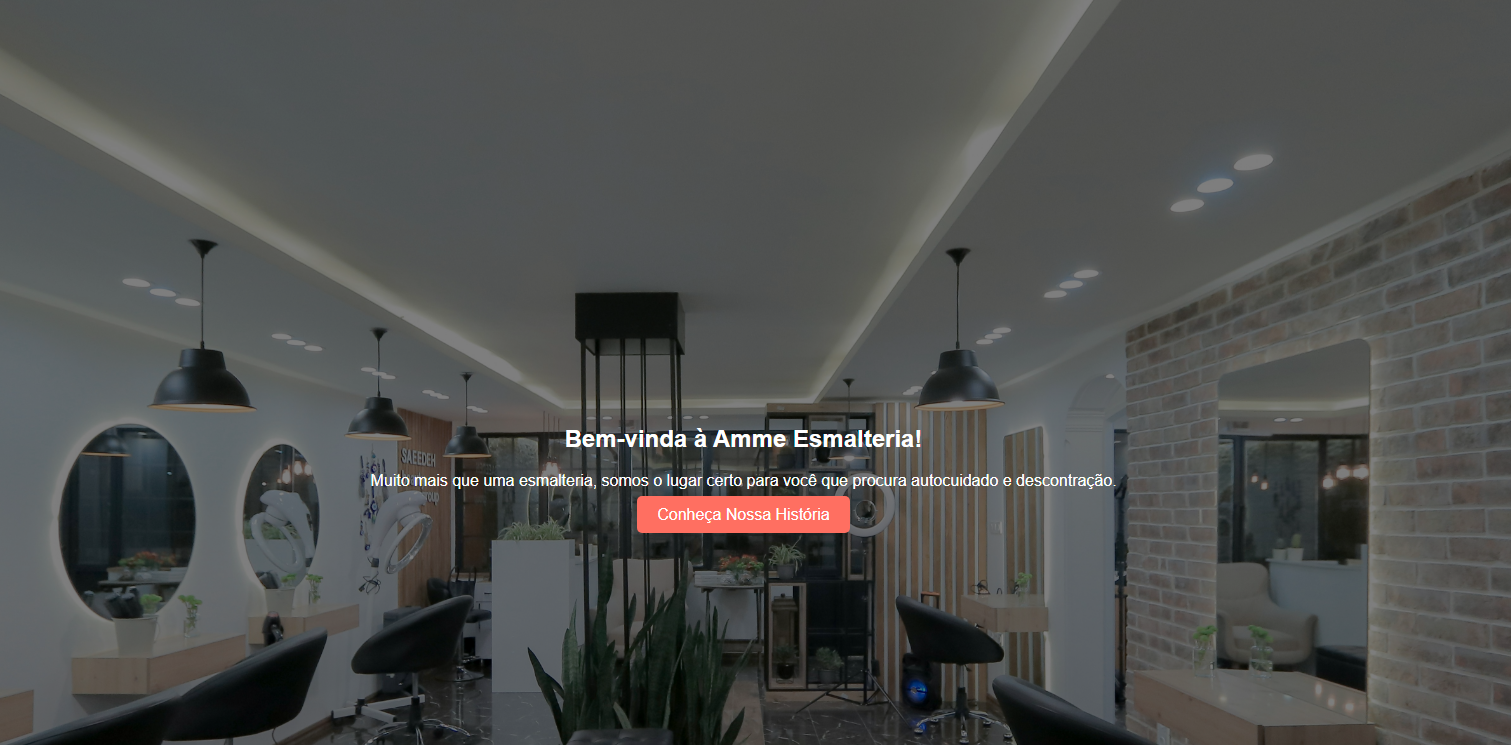 Bem-vinda à Amme Esmalteria!
SAEEDEH
Muito mais que uma esmalteria, somos o lugar certo para você que procura autocuidado e descontração.
Conheça Nossa História